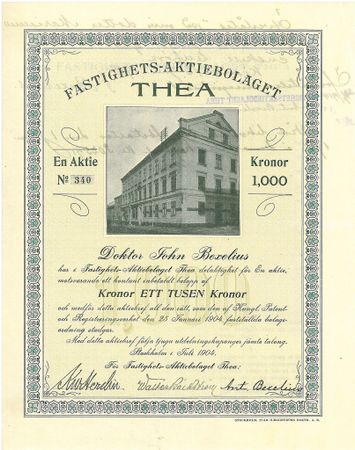 FASTIGHETS-AKTIEBOLAGET
THEA
En Aktie
№ 340
Kronor
1,000
Doktor John Bexelius
har i Fastighets-Aktiebolaget Thea delaktighet för En aktie,
motsvarande ett kontant inbetaldt belopp af
Kronor ETT TUSEN Kronor
och medför detta aktiebref all den rätt, som den af Kungl. Patent-
och Registreringsverket den 25 Januari 1904 fastställda bolags-
ordning stadgar.
Med detta aktiebref följa tjugu utdelningskuponger jämte talong.
Stockholm i Juli 1904.
För Fastighets-Aktiebolaget Thea: